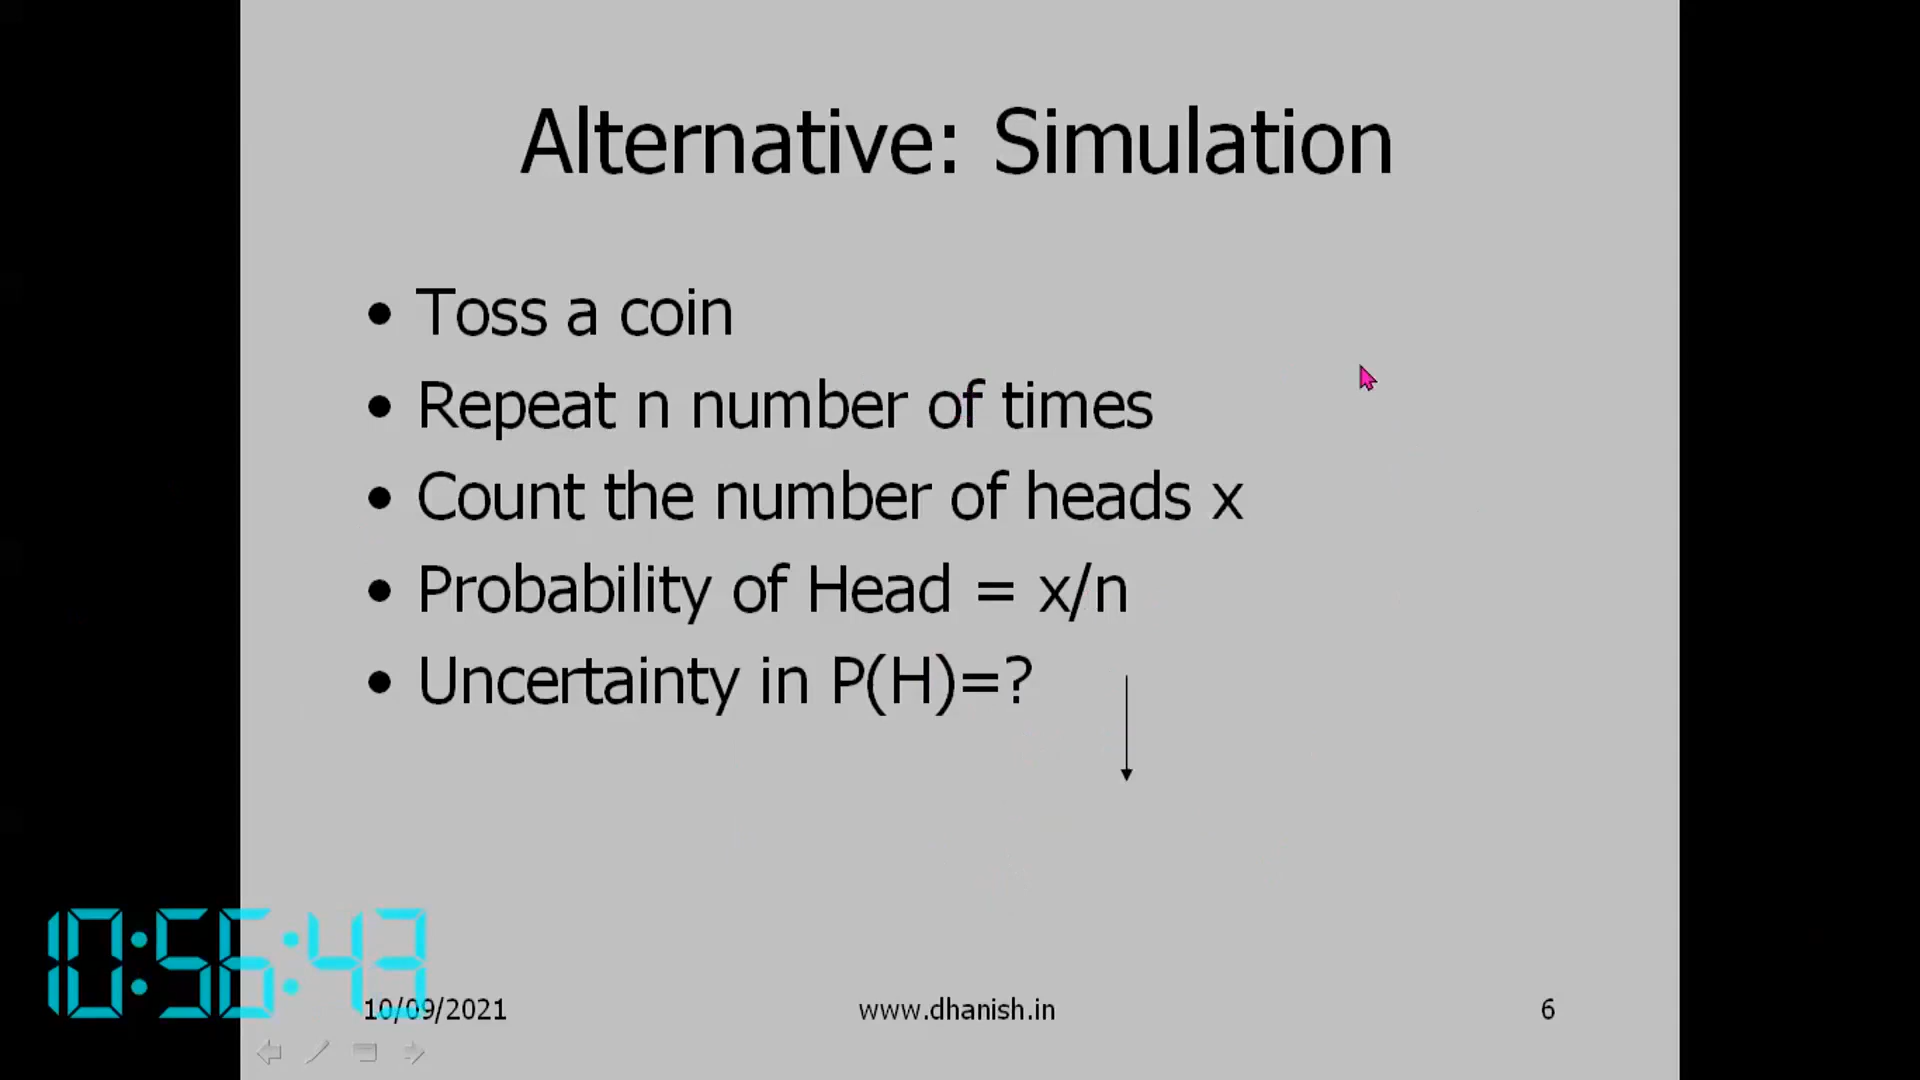 Alternative: Simulation
• Toss a coin
• Repeat n number of times
• Count the number of heads x
• Probability of Head = x/n
• Uncertainty in P(H)=?
10:56:43
10/09/2021
www.dhanish.in
6